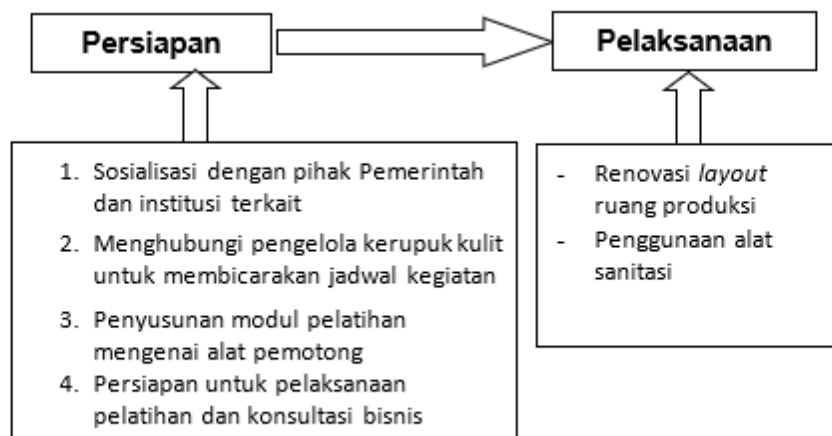 Persiapan
Pelaksanaan
1. Sosialisasi dengan pihak Pemerintah
dan institusi terkait
2. Menghubungi pengelola kerupuk kulit
untuk membicarakan jadwal kegiatan
3. Penyusunan modul pelatihan
mengenai alat pemotong
4. Persiapan untuk pelaksanaan
pelatihan dan konsultasi bisnis
- Renovasi layout
ruang produksi
- Penggunaan alat
sanitasi